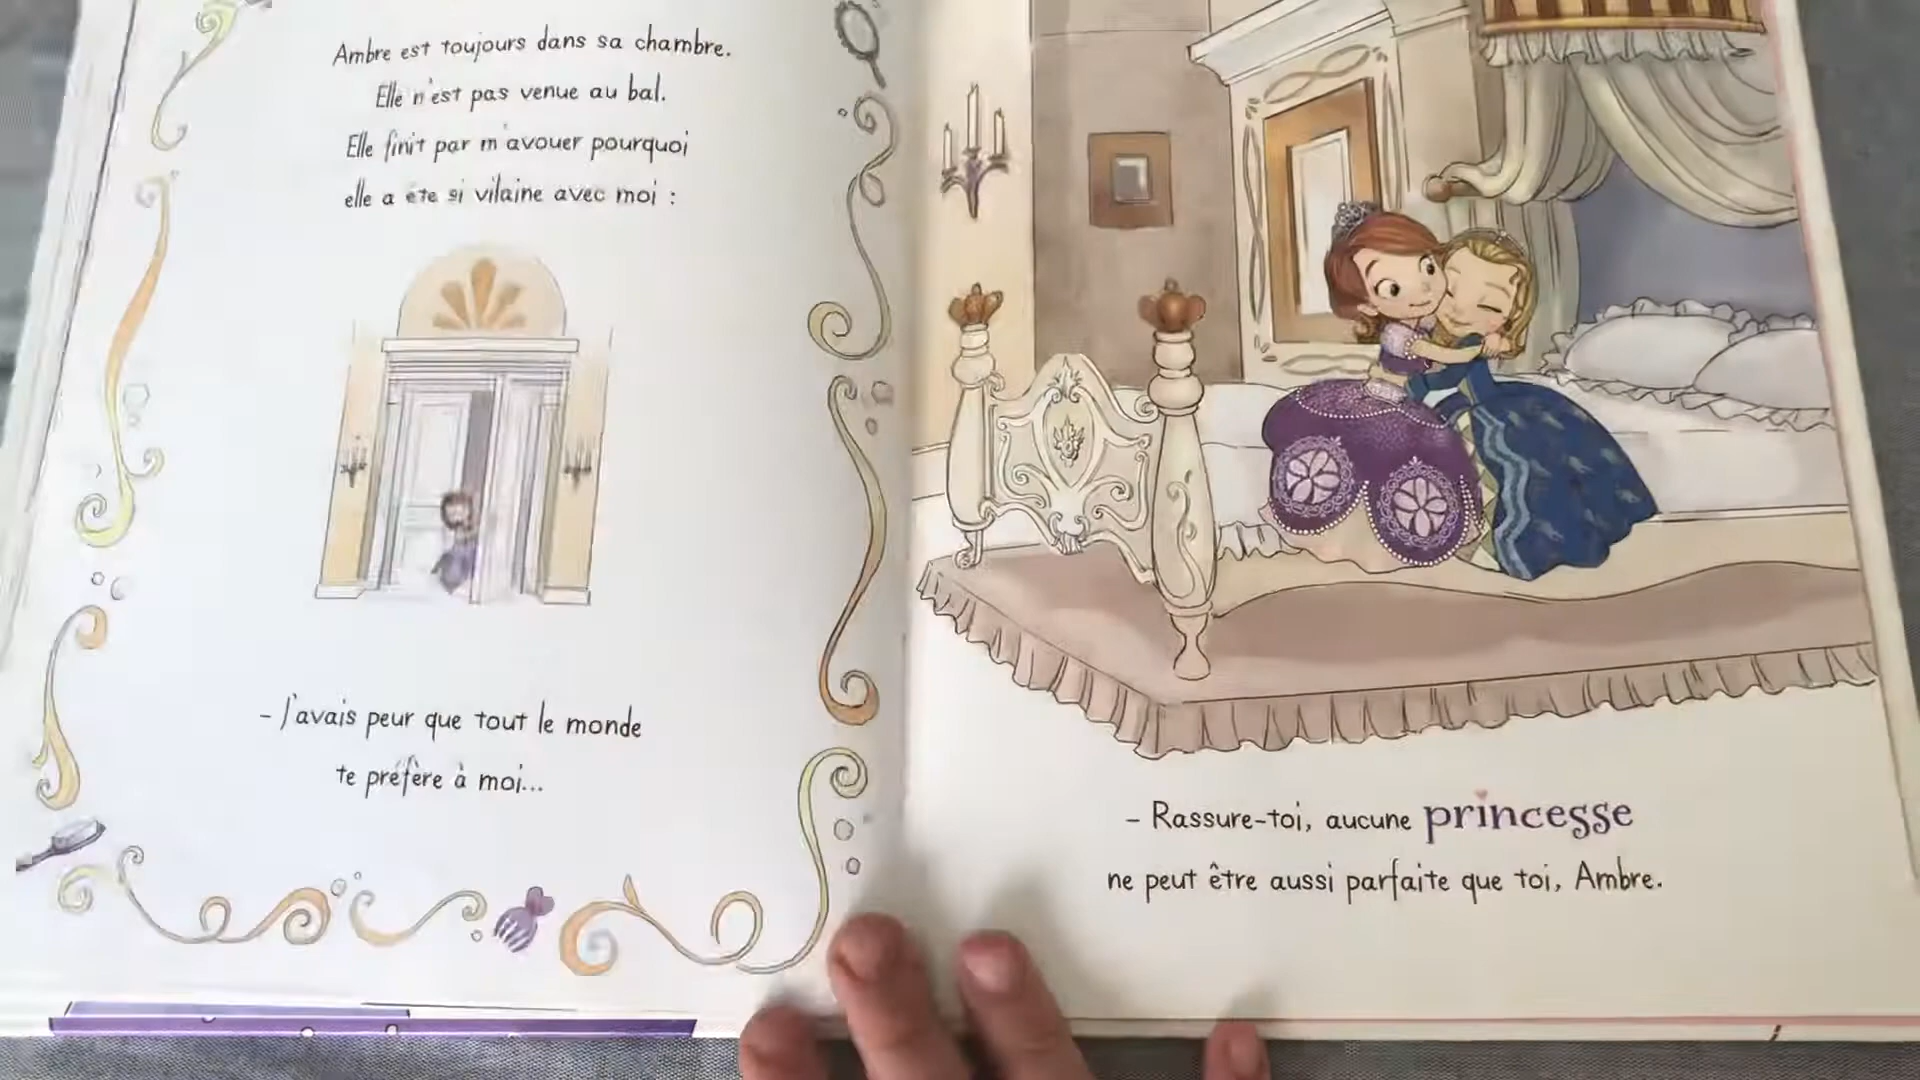 Ambre est toujours dans sa chambre.
Elle n'est pas venue au bal.
Elle finit par m'avouer pourquoi
elle a été si vilaine avec moi :
- J'avais peur que tout le monde
te préfère à moi...
- Rassure-toi, aucune princesse
ne peut être aussi parfaite que toi, Ambre.